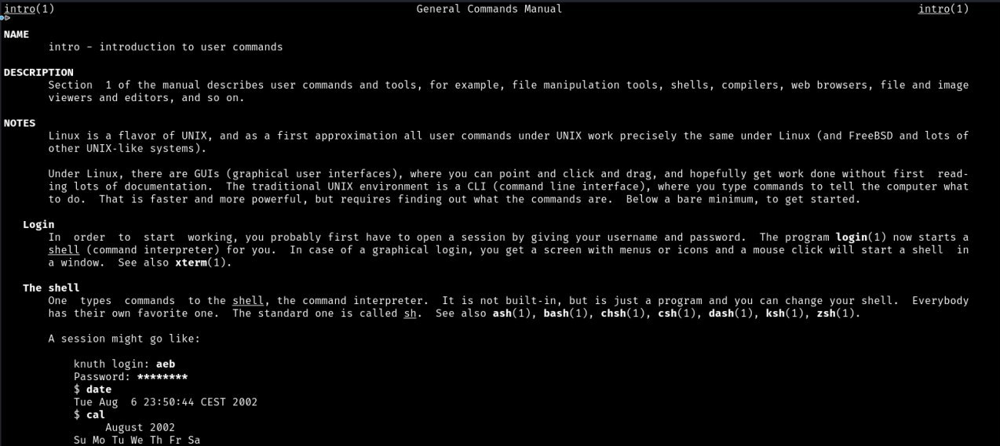 intro(1)                    General Commands Manual                    intro(1)
NAME
intro - introduction to user commands
DESCRIPTION
Section  1 of the manual describes user commands and tools, for example, file manipulation tools, shells, compilers, web browsers, file and image
viewers and editors, and so on.
NOTES
Linux is a flavor of UNIX, and as a first approximation all user commands under UNIX work precisely the same under Linux (and FreeBSD and lots of
other UNIX-like systems).
Under Linux, there are GUIs (graphical user interfaces), where you can point and click and drag, and hopefully get work done without first  read-
ing lots of documentation.  The traditional UNIX environment is a CLI (command line interface), where you type commands to tell the computer what
to do.  That is faster and more powerful, but requires finding out what the commands are.  Below a bare minimum, to get started.
Login
In  order  to  start  working, you probably first have to open a session by giving your username and password.  The program login(1) now starts a
shell (command interpreter) for you.  In case of a graphical login, you get a screen with menus or icons and a mouse click will start a shell  in
a window.  See also xterm(1).
The shell
One  types  commands  to the shell, the command interpreter.  It is not built-in, but is just a program and you can change your shell.  Everybody
has their own favorite one.  The standard one is called sh.  See also ash(1), bash(1), chsh(1), csh(1), dash(1), ksh(1), zsh(1).
A session might go like:
knuth login: aeb
Password: ********
$ date
Tue Aug  6 23:50:44 CEST 2002
$ cal
August 2002
Su Mo Tu We Th Fr Sa